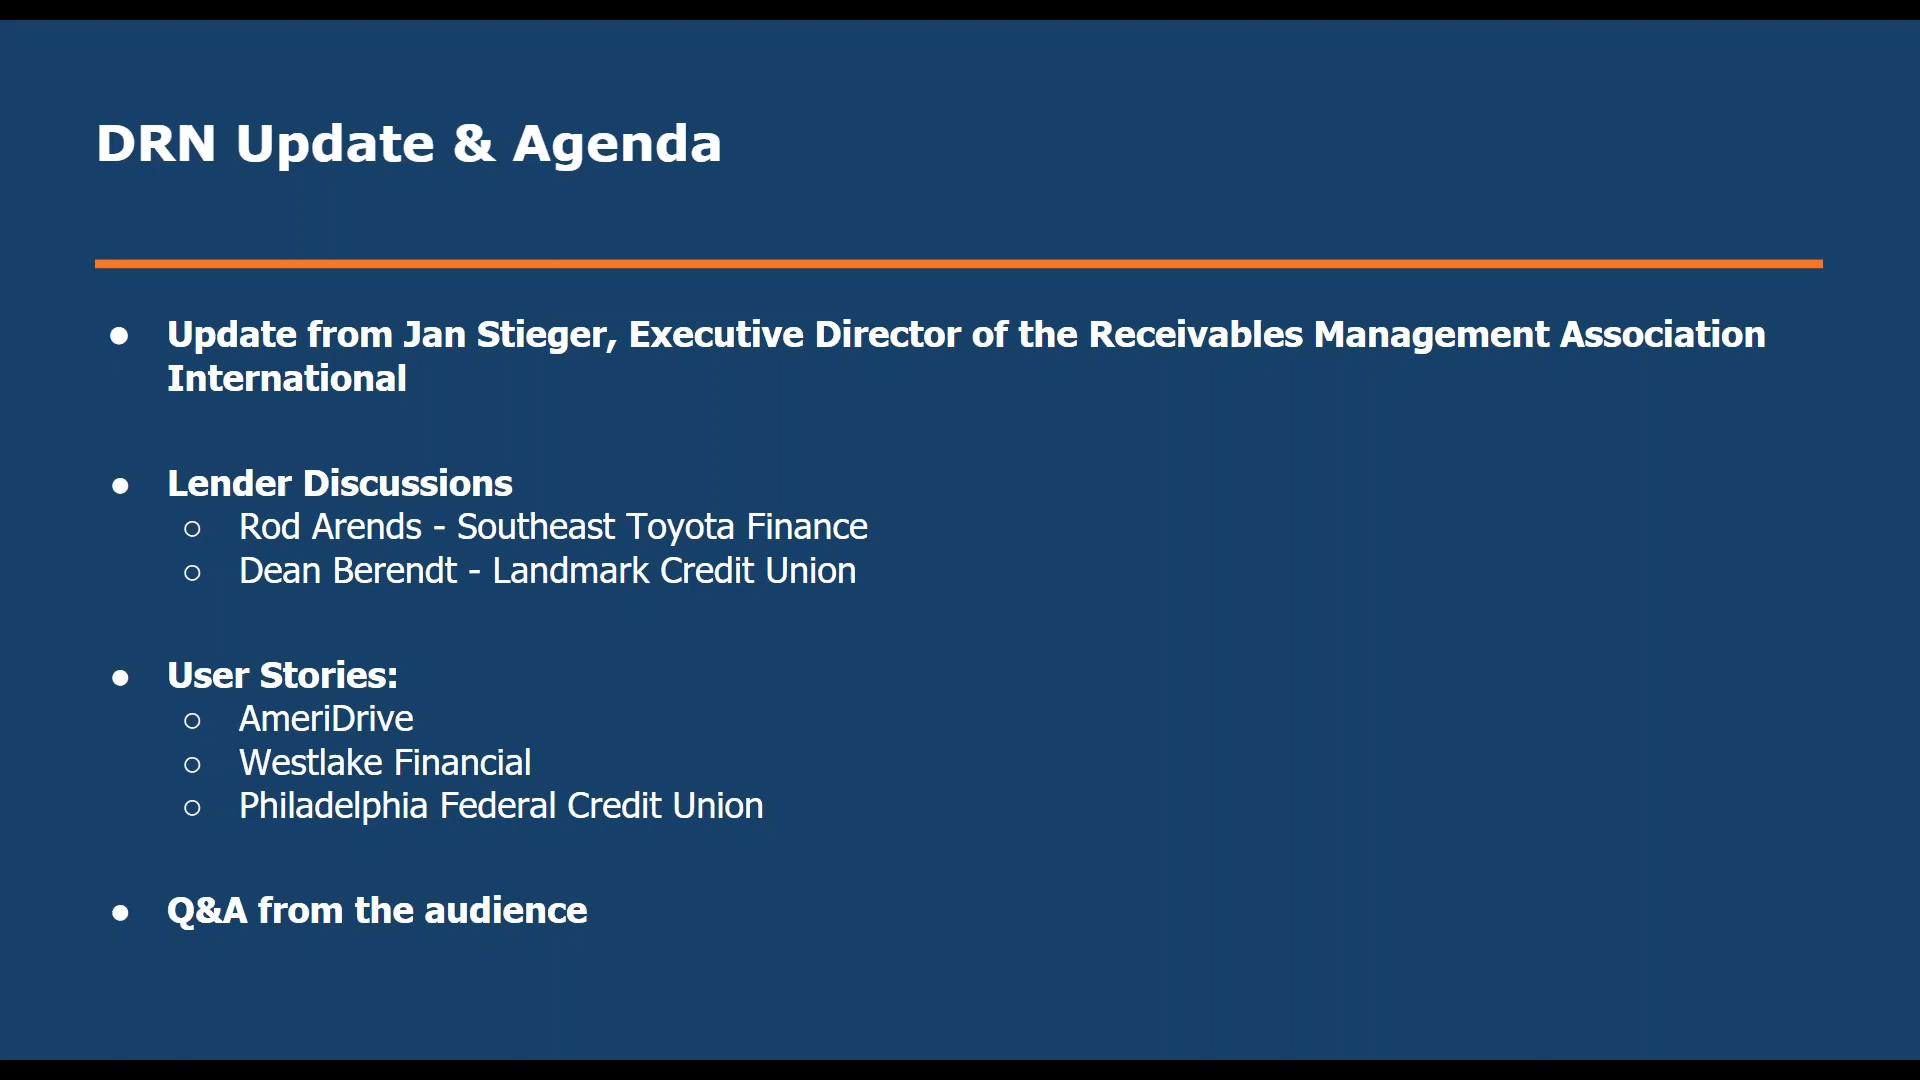 DRN Update & Agenda
● Update from Jan Stieger, Executive Director of the Receivables Management Association
International
● Lender Discussions
○ Rod Arends - Southeast Toyota Finance
○ Dean Berendt - Landmark Credit Union
● User Stories:
○ AmeriDrive
○ Westlake Financial
○ Philadelphia Federal Credit Union
● Q&A from the audience